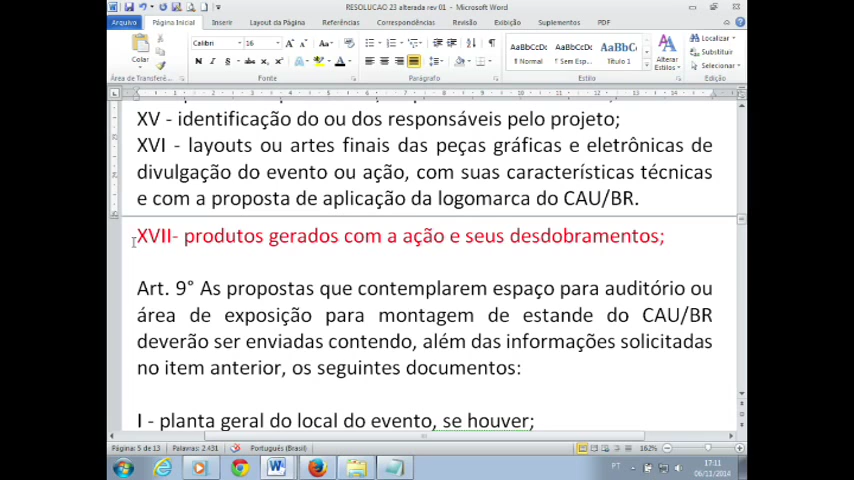 RESOLUCAO 23 alterada rev 01 - Microsoft Word
Arquivo Página Inicial Inserir Layout da Página Referências Correspondências Revisão Exibição Suplementos PDF
Calibri 16
Colar
AaBbCcDc AaBbCcDc AaBbC
¶ Normal ¶ Sem Esp... Título 1
Alterar Estilos
Localizar
Substituir
Selecionar
Área de Transferê... Fonte Parágrafo Estilo Edição
XV - identificação do ou dos responsáveis pelo projeto;
XVI - layouts ou artes finais das peças gráficas e eletrônicas de
divulgação do evento ou ação, com suas características técnicas
e com a proposta de aplicação da logomarca do CAU/BR.
XVII- produtos gerados com a ação e seus desdobramentos;
Art. 9° As propostas que contemplarem espaço para auditório ou
área de exposição para montagem de estande do CAU/BR
deverão ser enviadas contendo, além das informações solicitadas
no item anterior, os seguintes documentos:
I - planta geral do local do evento, se houver;
Página: 5 de 13 Palavras: 2.431 Português (Brasil) 162%
PT 17:11
06/11/2014